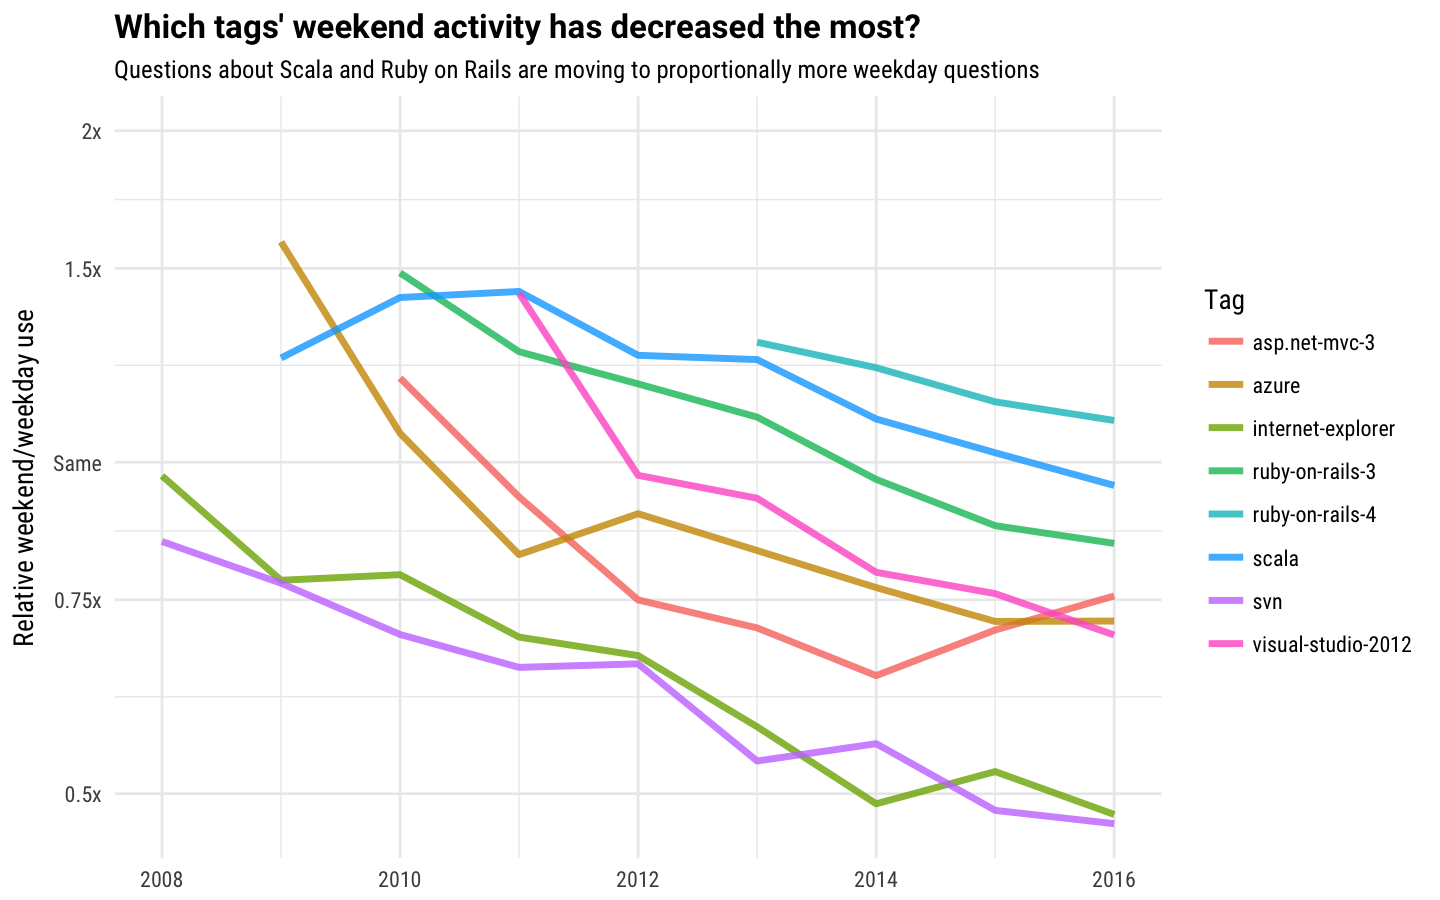 Which tags' weekend activity has decreased the most?
Questions about Scala and Ruby on Rails are moving to proportionally more weekday questions
Relative weekend/weekday use
2x
1.5x
Same
0.75x
0.5x
2008
2010
2012
2014
2016
Tag
asp.net-mvc-3
azure
internet-explorer
ruby-on-rails-3
ruby-on-rails-4
scala
svn
visual-studio-2012